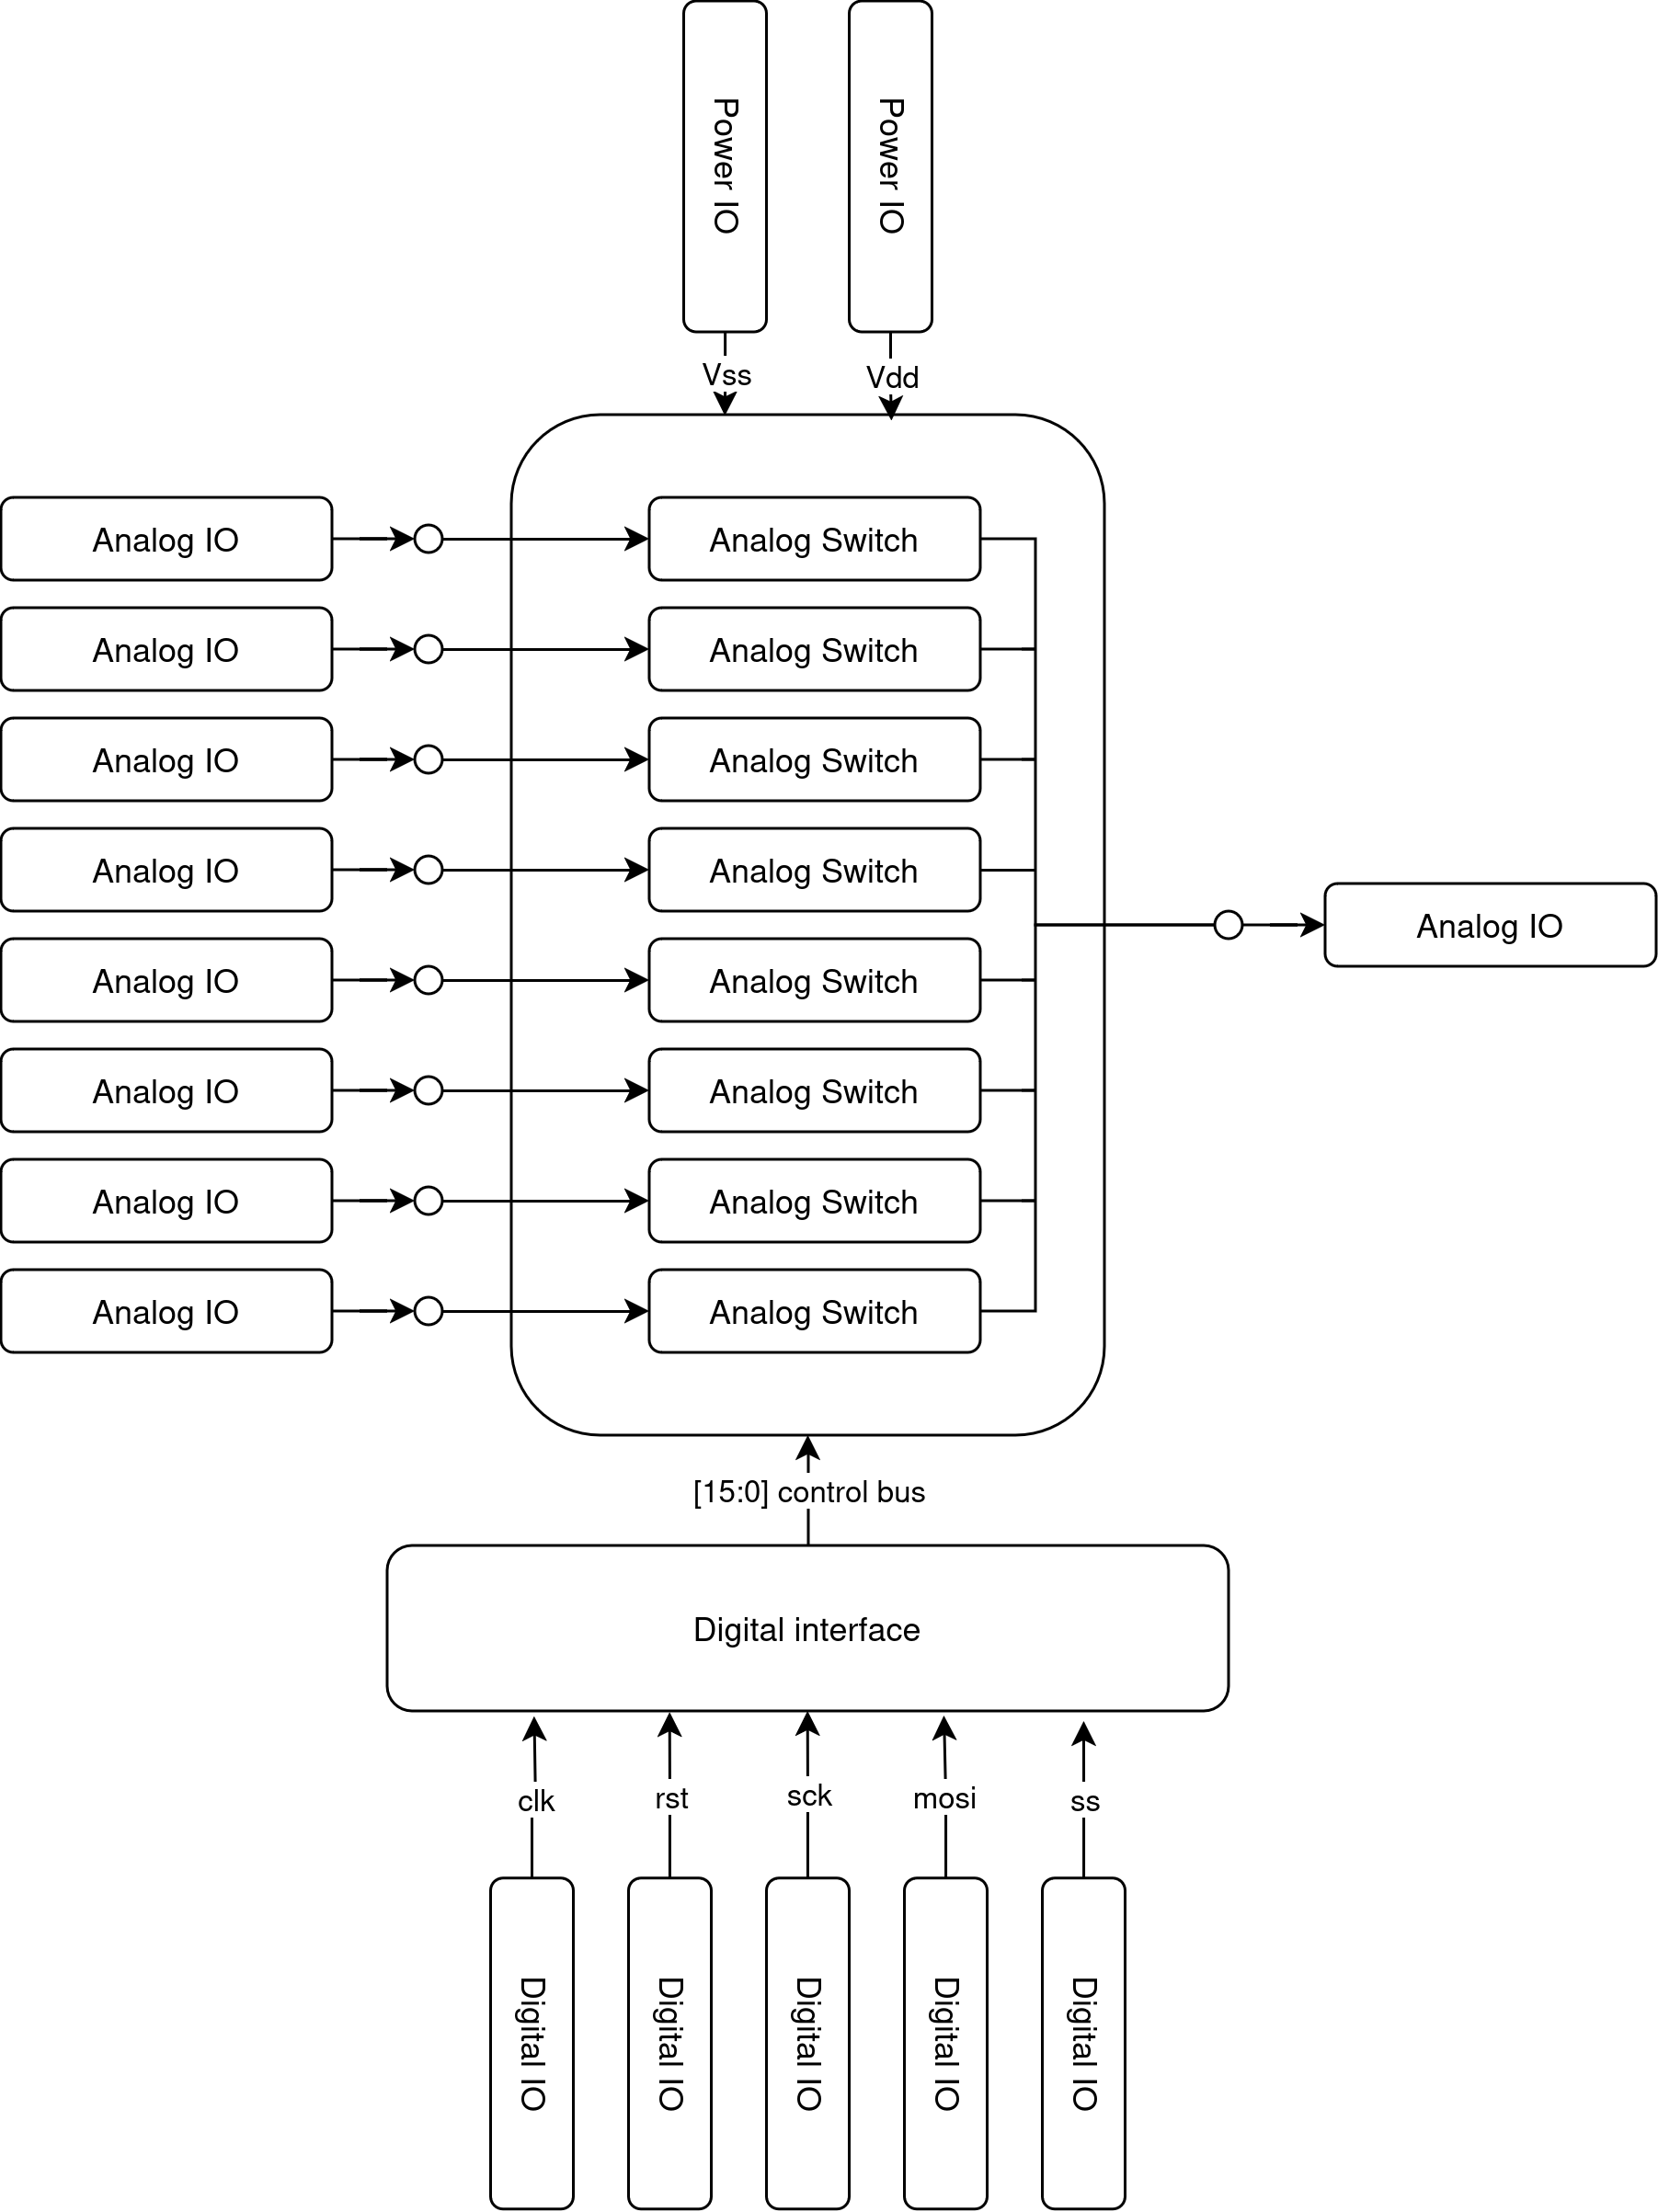 Power IO
Power IO
Vss
Vdd
Analog IO
Analog Switch
Analog IO
Analog Switch
Analog IO
Analog Switch
Analog IO
Analog Switch
Analog IO
Analog IO
Analog Switch
Analog IO
Analog Switch
Analog IO
Analog Switch
Analog IO
Analog Switch
[15:0] control bus
Digital interface
clk
rst
sck
mosi
ss
Digital IO
Digital IO
Digital IO
Digital IO
Digital IO